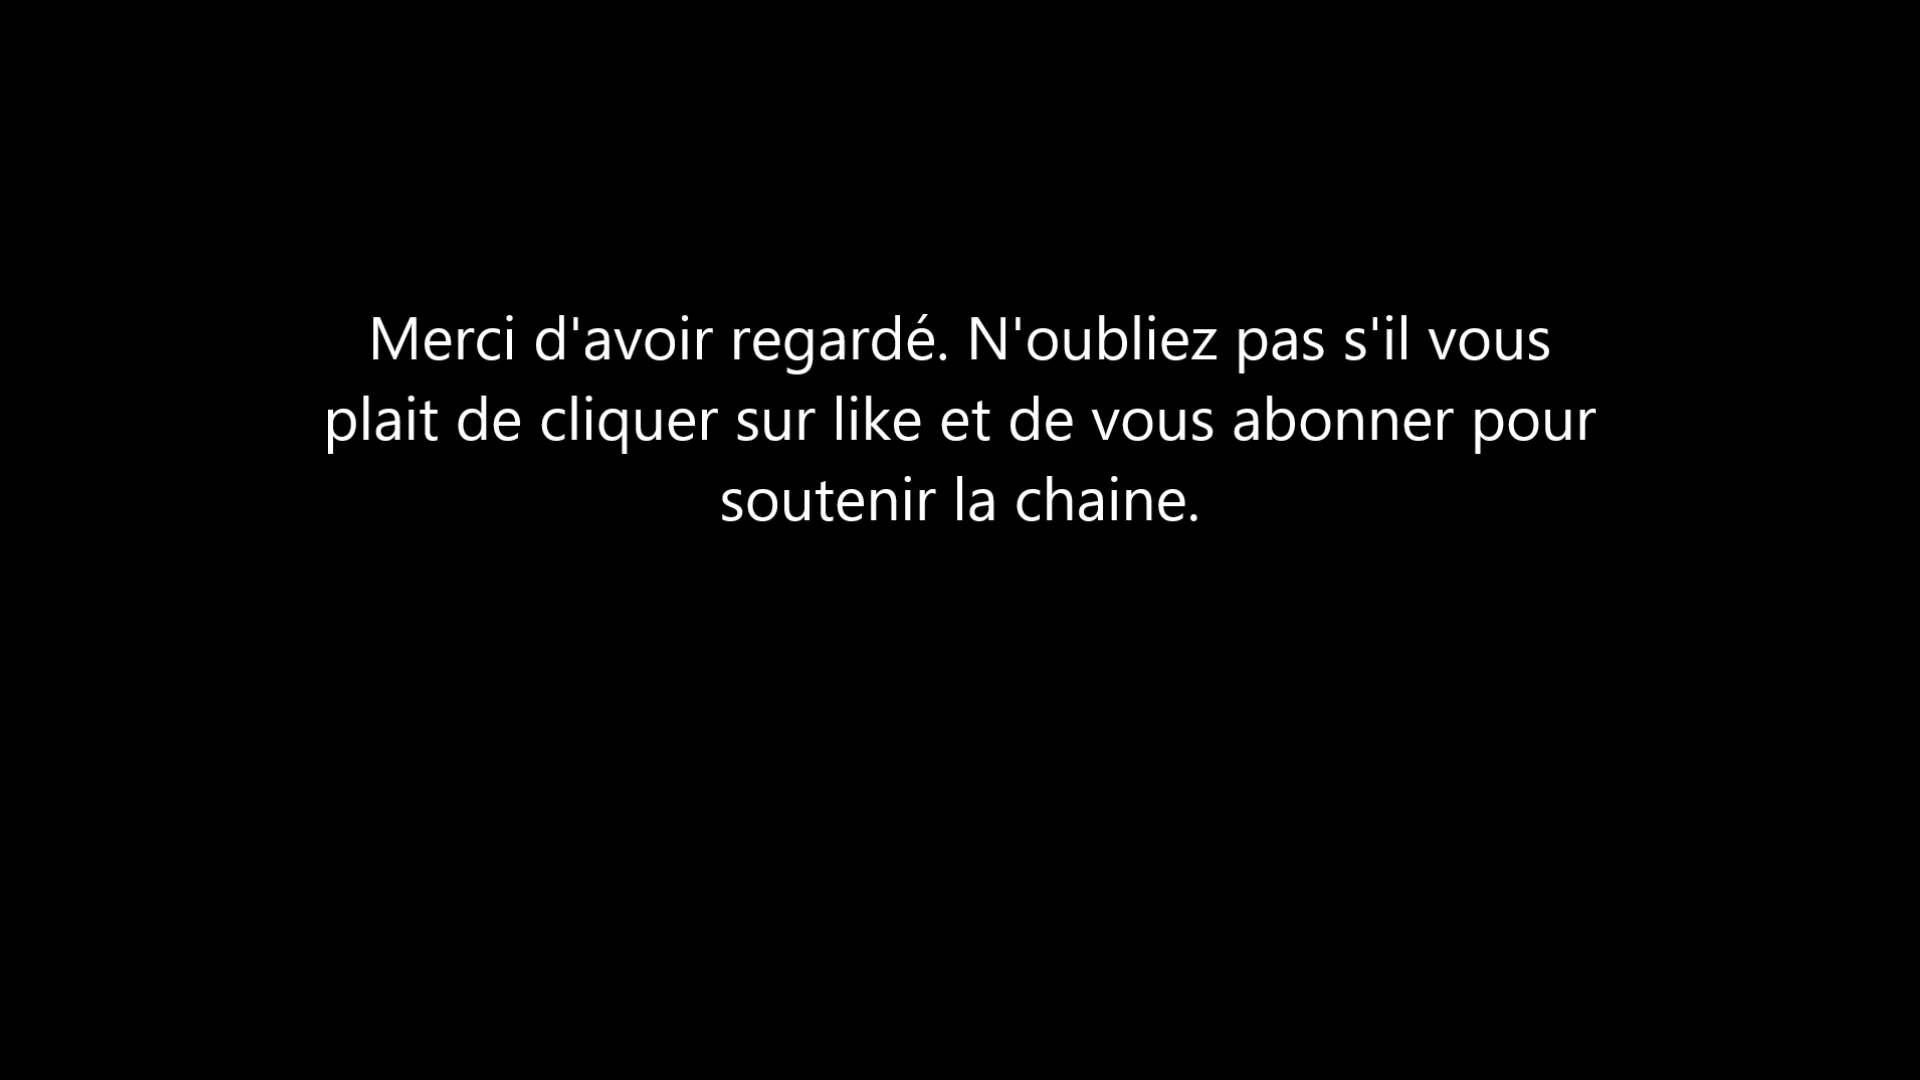 Merci d'avoir regardé. N'oubliez pas s'il vous
plait de cliquer sur like et de vous abonner pour
soutenir la chaine.